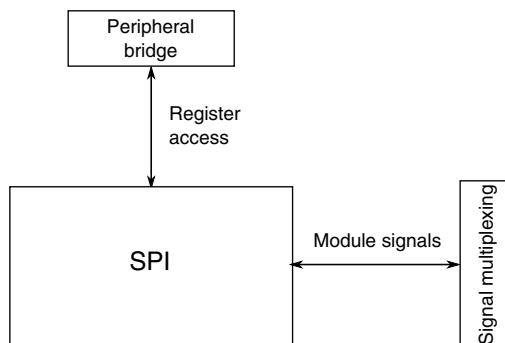 Peripheral
bridge
Register
access
SPI
Module signals
Signal multiplexing